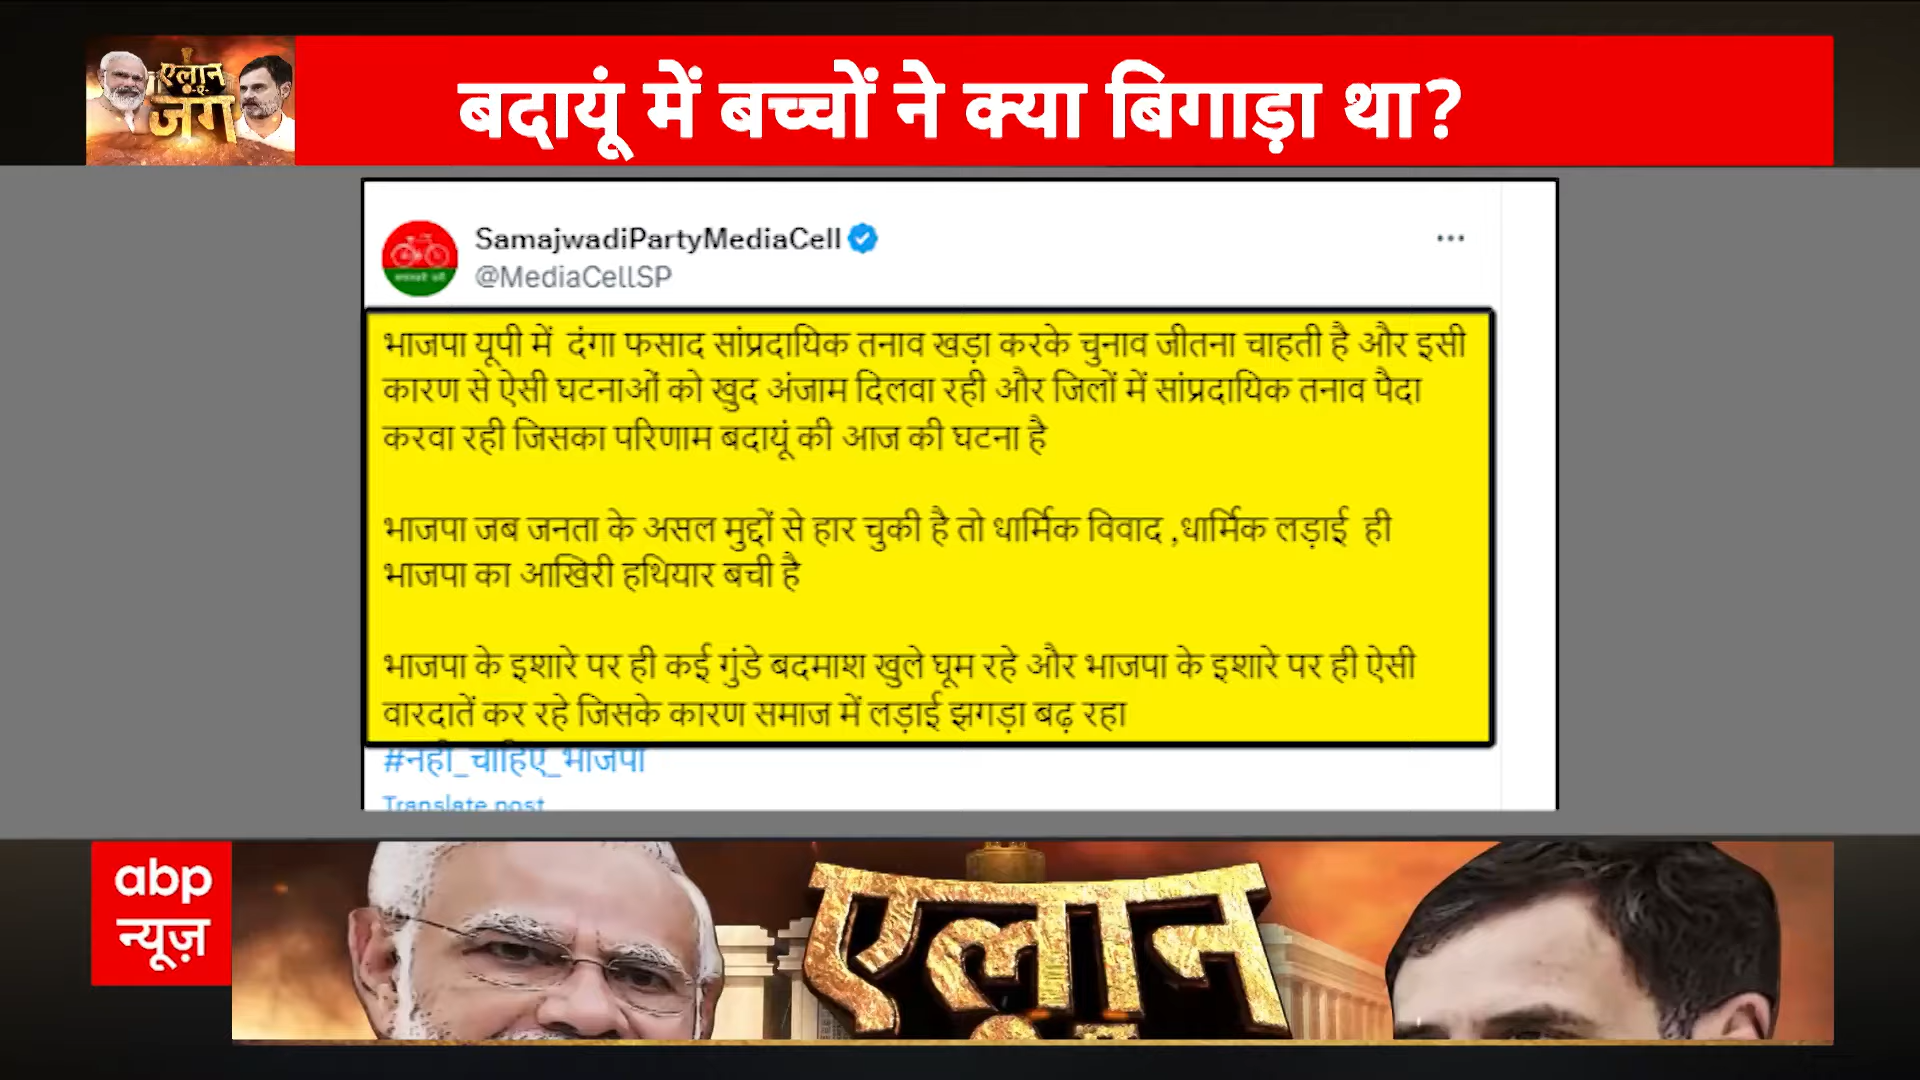 एलान
-ए-
जंग
बदायूं में बच्चों ने क्या बिगाड़ा था?
SamajwadiPartyMediaCell
@MediaCellSP
भाजपा यूपी में दंगा फसाद सांप्रदायिक तनाव खड़ा करके चुनाव जीतना चाहती है और इसी
कारण से ऐसी घटनाओं को खुद अंजाम दिलवा रही और जिलों में सांप्रदायिक तनाव पैदा
करवा रही जिसका परिणाम बदायूं की आज की घटना है
भाजपा जब जनता के असल मुद्दों से हार चुकी है तो धार्मिक विवाद ,धार्मिक लड़ाई ही
भाजपा का आखिरी हथियार बची है
भाजपा के इशारे पर ही कई गुंडे बदमाश खुले घूम रहे और भाजपा के इशारे पर ही ऐसी
वारदातें कर रहे जिसके कारण समाज में लड़ाई झगड़ा बढ़ रहा
#नहीं_चाहिए_भाजपा
Translate post
abp
न्यूज़
एलान